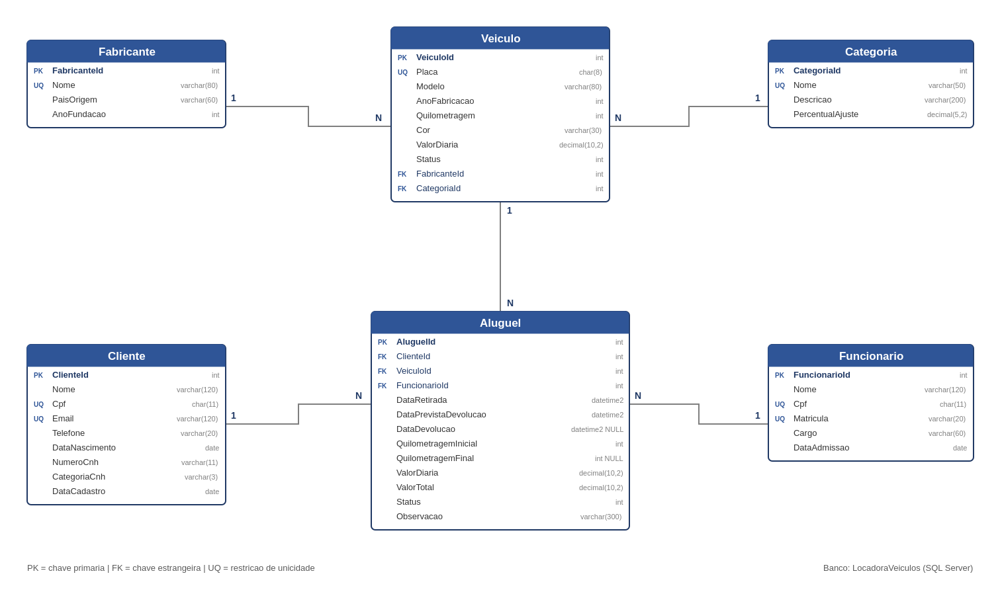 Fabricante
PK FabricanteId int
UQ Nome varchar(80)
PaisOrigem varchar(60)
AnoFundacao int
1
N
Veiculo
PK VeiculoId int
UQ Placa char(8)
Modelo varchar(80)
AnoFabricacao int
Quilometragem int
Cor varchar(30)
ValorDiaria decimal(10,2)
Status int
FK FabricanteId int
FK CategoriaId int
N
1
Categoria
PK CategoriaId int
UQ Nome varchar(50)
Descricao varchar(200)
PercentualAjuste decimal(5,2)
1
N
Cliente
PK ClienteId int
Nome varchar(120)
UQ Cpf char(11)
UQ Email varchar(120)
Telefone varchar(20)
DataNascimento date
NumeroCnh varchar(11)
CategoriaCnh varchar(3)
DataCadastro date
1
N
Aluguel
PK AluguelId int
FK ClienteId int
FK VeiculoId int
FK FuncionarioId int
DataRetirada datetime2
DataPrevistaDevolucao datetime2
DataDevolucao datetime2 NULL
QuilometragemInicial int
QuilometragemFinal int NULL
ValorDiaria decimal(10,2)
ValorTotal decimal(10,2)
Status int
Observacao varchar(300)
N
1
Funcionario
PK FuncionarioId int
Nome varchar(120)
UQ Cpf char(11)
UQ Matricula varchar(20)
Cargo varchar(60)
DataAdmissao date
PK = chave primaria | FK = chave estrangeira | UQ = restricao de unicidade
Banco: LocadoraVeiculos (SQL Server)